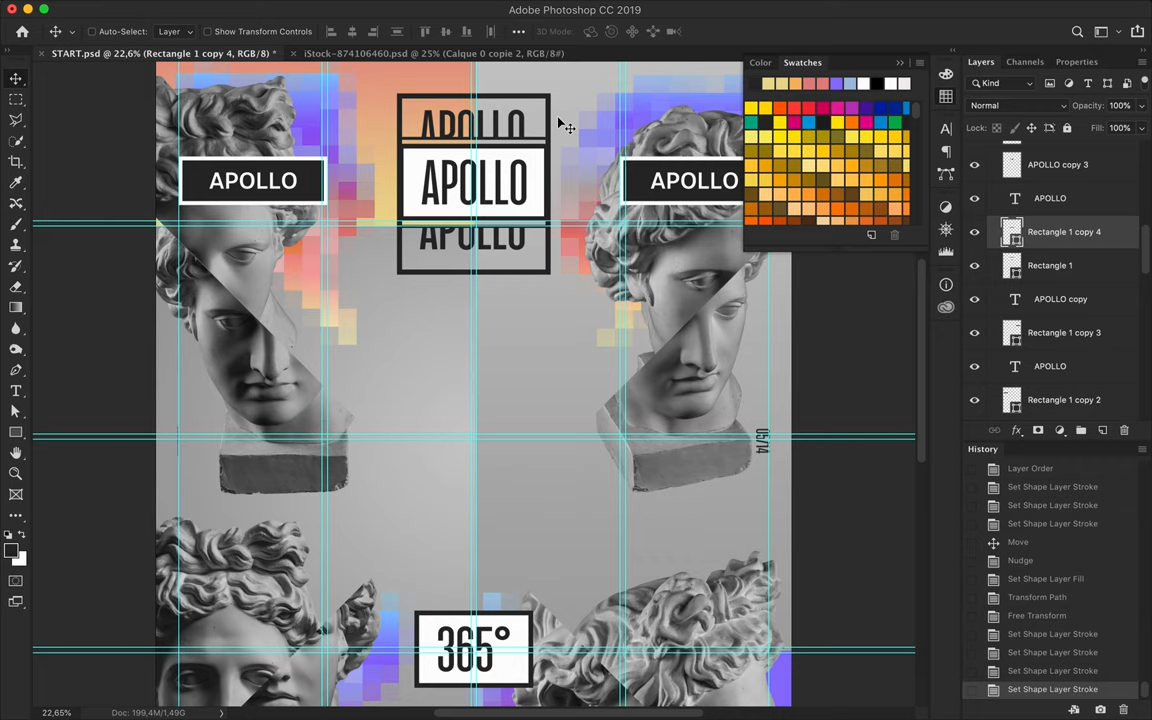 Adobe Photoshop CC 2019
Auto-Select: Layer Show Transform Controls 3D Mode:
START.psd @ 22,6% (Rectangle 1 copy 4, RGB/8) * iStock-874106460.psd @ 25% (Calque 0 copie 2, RGB/8#)
Color Swatches
Layers Channels Properties
Kind
Normal Opacity: 100%
Lock: Fill: 100%
APOLLO copy 3
APOLLO
Rectangle 1 copy 4
Rectangle 1
APOLLO copy
Rectangle 1 copy 3
APOLLO
Rectangle 1 copy 2
fx
History
Layer Order
Set Shape Layer Stroke
Set Shape Layer Stroke
Set Shape Layer Stroke
Move
Nudge
Set Shape Layer Fill
Transform Path
Free Transform
Set Shape Layer Stroke
Set Shape Layer Stroke
Set Shape Layer Stroke
Set Shape Layer Stroke
APOLLO
APOLLO
APOLLO
APOLLO
APOLLO
05/14
365°
22,65% Doc: 199,4M/1,49G